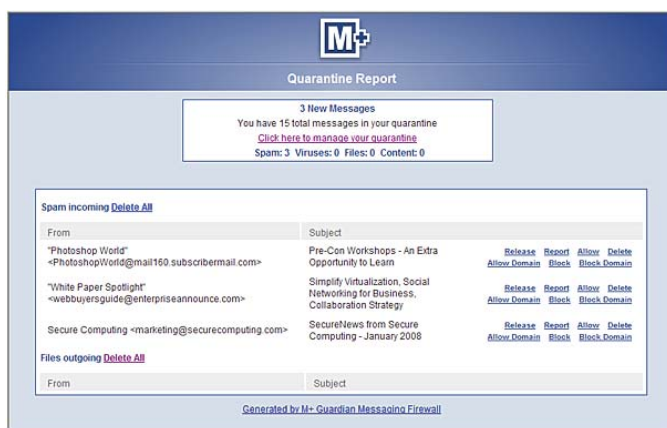 M+
Quarantine Report
3 New Messages
You have 15 total messages in your quarantine
Click here to manage your quarantine
Spam: 3 Viruses: 0 Files: 0 Content: 0
Spam incoming Delete All
From Subject
"Photoshop World" Pre-Con Workshops - An Extra Release Report Allow Delete
<PhotoshopWorld@mail160.subscribermail.com> Opportunity to Learn Allow Domain Block Block Domain
"White Paper Spotlight" Simplify Virtualization, Social Release Report Allow Delete
<webbuyersguide@enterpriseannounce.com> Networking for Business, Allow Domain Block Block Domain
Collaboration Strategy
Secure Computing <marketing@securecomputing.com> SecureNews from Secure Release Report Allow Delete
Computing - January 2008 Allow Domain Block Block Domain
Files outgoing Delete All
From Subject
Generated by M+ Guardian Messaging Firewall